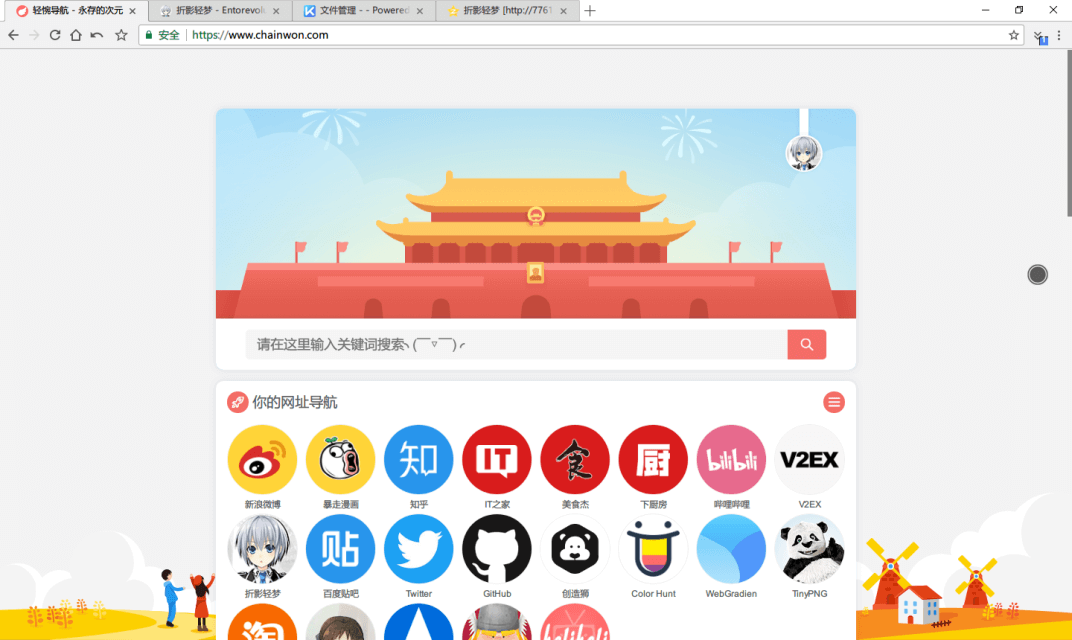 轻惋导航 - 永存的次元
折影轻梦 - Entorevolu
文件管理 - - Powered
折影轻梦 [http://7761
安全
https://www.chainwon.com
请在这里输入关键词搜索ヽ(￣▽￣)╭
你的网址导航
知
IT
食
厨
bilibili
V2EX
新浪微博
暴走漫画
知乎
IT之家
美食杰
下厨房
哔哩哔哩
V2EX
贴
折影轻梦
百度贴吧
Twitter
GitHub
创造狮
Color Hunt
WebGradien
TinyPNG
淘